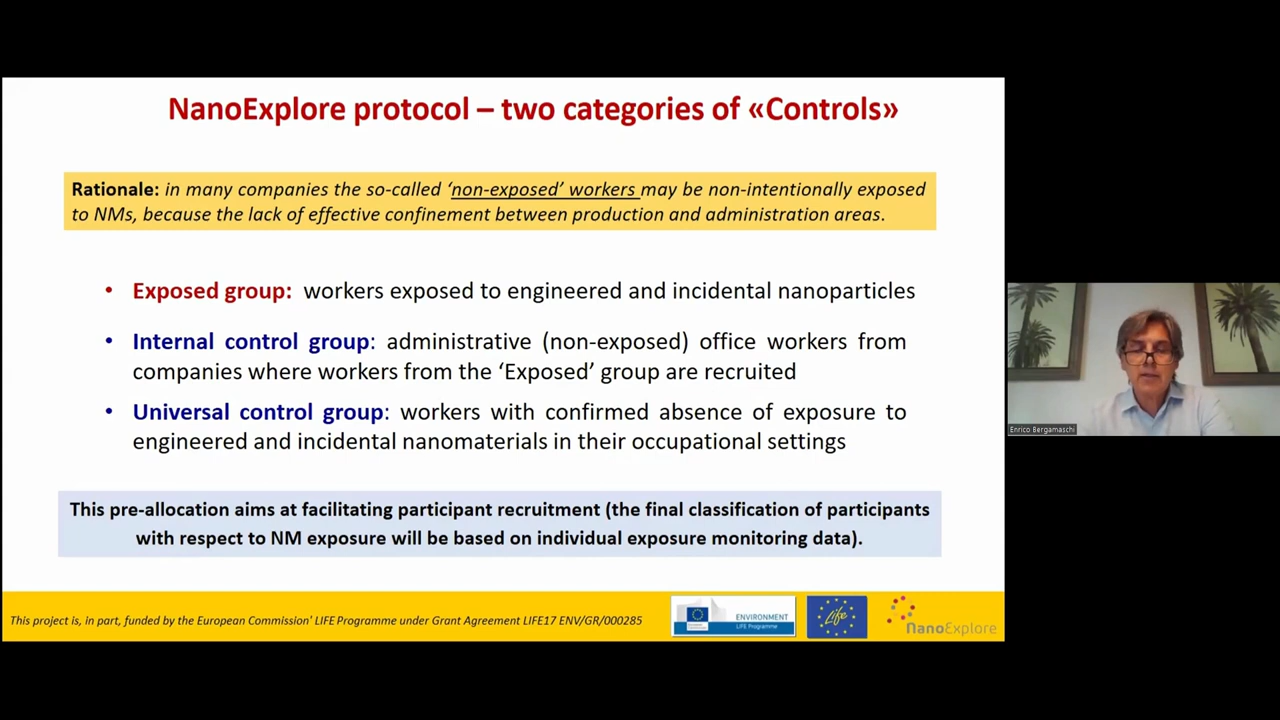 NanoExplore protocol – two categories of «Controls»
Rationale: in many companies the so-called ‘non-exposed’ workers may be non-intentionally exposed
to NMs, because the lack of effective confinement between production and administration areas.
• Exposed group: workers exposed to engineered and incidental nanoparticles
• Internal control group: administrative (non-exposed) office workers from
companies where workers from the ‘Exposed’ group are recruited
• Universal control group: workers with confirmed absence of exposure to
engineered and incidental nanomaterials in their occupational settings
This pre-allocation aims at facilitating participant recruitment (the final classification of participants
with respect to NM exposure will be based on individual exposure monitoring data).
This project is, in part, funded by the European Commission' LIFE Programme under Grant Agreement LIFE17 ENV/GR/000285
ENVIRONMENT
LIFE Programme
Life
NanoExplore
Enrico Bergamaschi